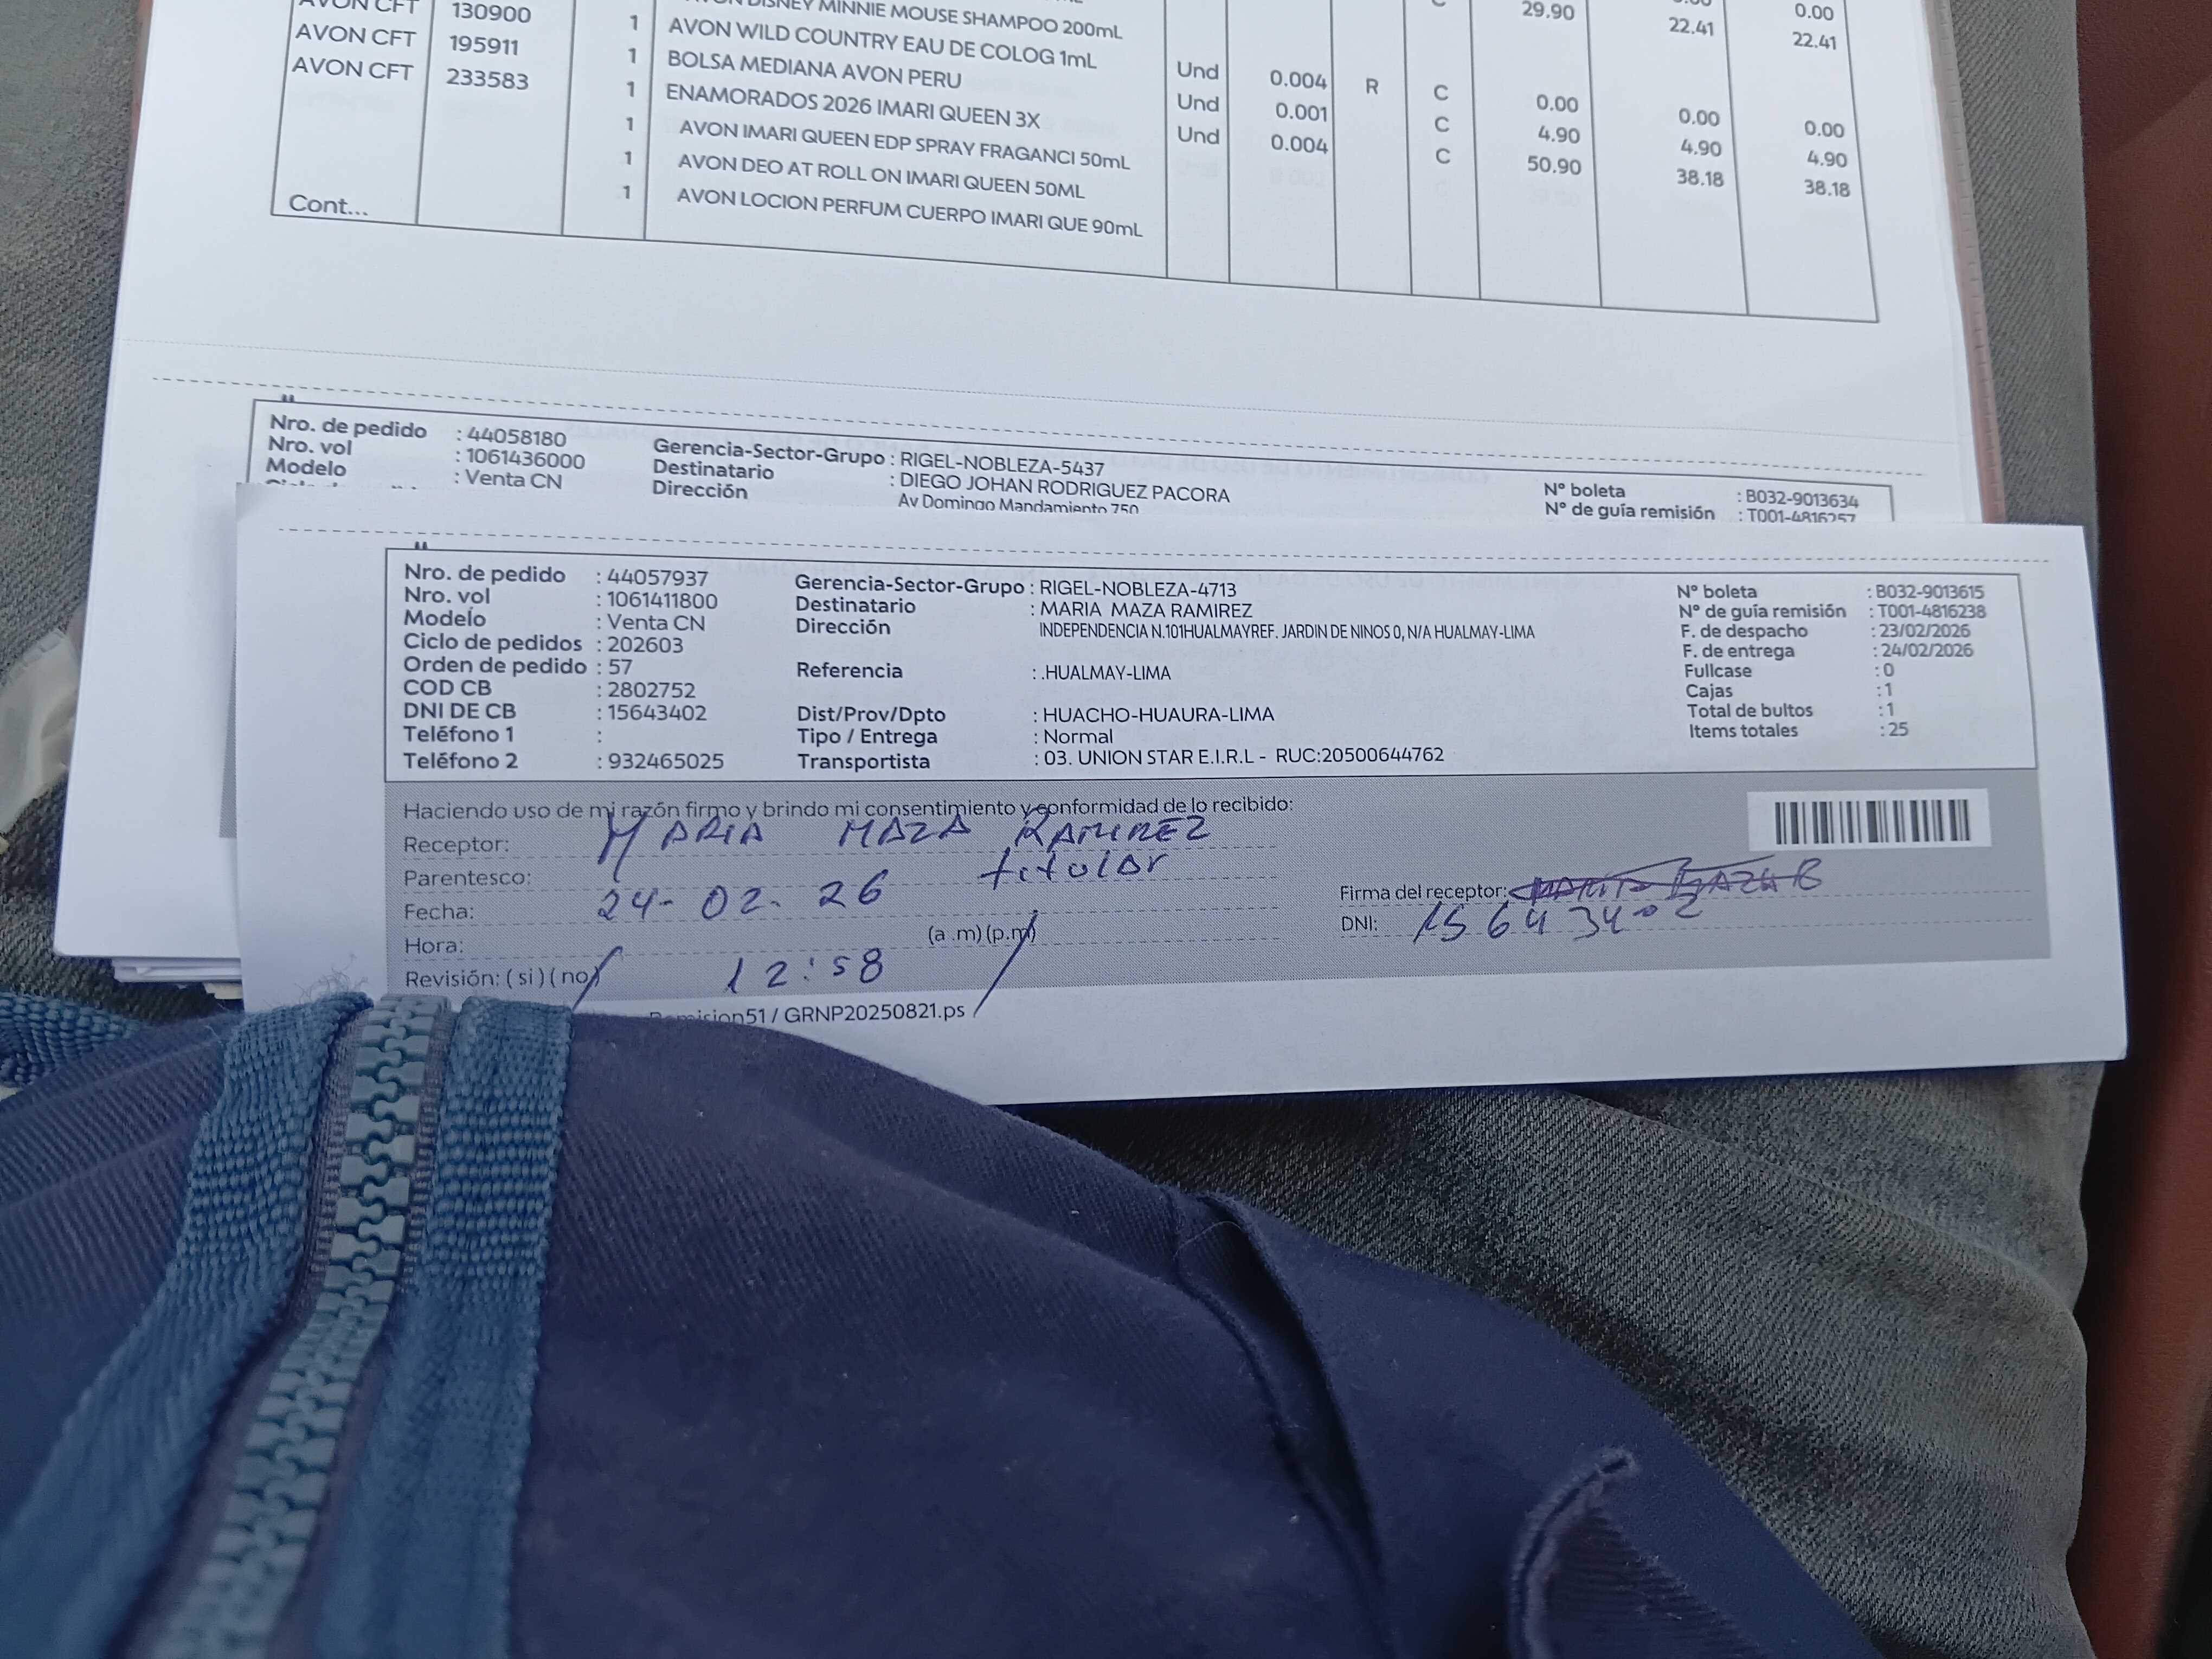 AVON CFT 130900 1 DISNEY MINNIE MOUSE SHAMPOO 200mL C 29.90 22.41 22.41
AVON CFT 195911 1 AVON WILD COUNTRY EAU DE COLOG 1mL Und 0.004 R C 0.00 0.00 0.00
AVON CFT 233583 1 BOLSA MEDIANA AVON PERU Und 0.001 C 4.90 4.90 4.90
1 ENAMORADOS 2026 IMARI QUEEN 3X Und 0.004 C 50.90 38.18 38.18
1 AVON IMARI QUEEN EDP SPRAY FRAGANCI 50mL
1 AVON DEO AT ROLL ON IMARI QUEEN 50ML
1 AVON LOCION PERFUM CUERPO IMARI QUE 90mL
Cont...
Nro. de pedido : 44058180
Nro. vol : 1061436000
Modelo : Venta CN
Gerencia-Sector-Grupo : RIGEL-NOBLEZA-5437
Destinatario : DIEGO JOHAN RODRIGUEZ PACORA
Dirección Av Domingo Mandamiento 750
N° boleta : B032-9013634
N° de guía remisión : T001-4816257
Nro. de pedido : 44057937
Nro. vol : 1061411800
Modelo : Venta CN
Ciclo de pedidos : 202603
Orden de pedido : 57
COD CB : 2802752
DNI DE CB : 15643402
Teléfono 1 :
Teléfono 2 : 932465025
Gerencia-Sector-Grupo : RIGEL-NOBLEZA-4713
Destinatario : MARIA MAZA RAMIREZ
Dirección INDEPENDENCIA N.101HUALMAYREF. JARDIN DE NINOS 0, N/A HUALMAY-LIMA
Referencia : .HUALMAY-LIMA
Dist/Prov/Dpto : HUACHO-HUAURA-LIMA
Tipo / Entrega : Normal
Transportista : 03. UNION STAR E.I.R.L - RUC:20500644762
N° boleta : B032-9013615
N° de guía remisión : T001-4816238
F. de despacho : 23/02/2026
F. de entrega : 24/02/2026
Fullcase : 0
Cajas : 1
Total de bultos : 1
Items totales : 25
Haciendo uso de mi razón firmo y brindo mi consentimiento y conformidad de lo recibido:
Receptor: MARIA MAZA RAMIREZ
Parentesco: titular
Fecha: 24-02-26
Hora: 12:58 (a.m) (p.m)
Revisión: ( si ) ( no )
Firma del receptor:
DNI: 15643402
51 / GRNP20250821.ps